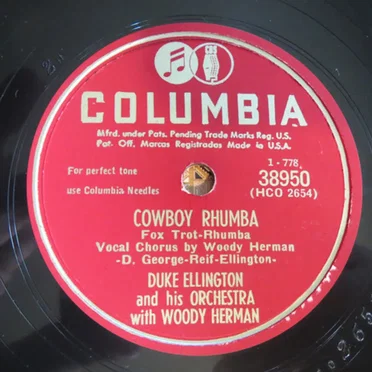 COLUMBIA
Mfrd. under Pats. Pending Trade Marks Reg. U.S.
Pat. Off. Marcas Registradas Made in U.S.A.
For perfect tone
use Columbia Needles
1-778
38950
(HCO 2654)
COWBOY RHUMBA
Fox Trot-Rhumba
Vocal Chorus by Woody Herman
-D. George-Reif-Ellington-
DUKE ELLINGTON
and his ORCHESTRA
with WOODY HERMAN